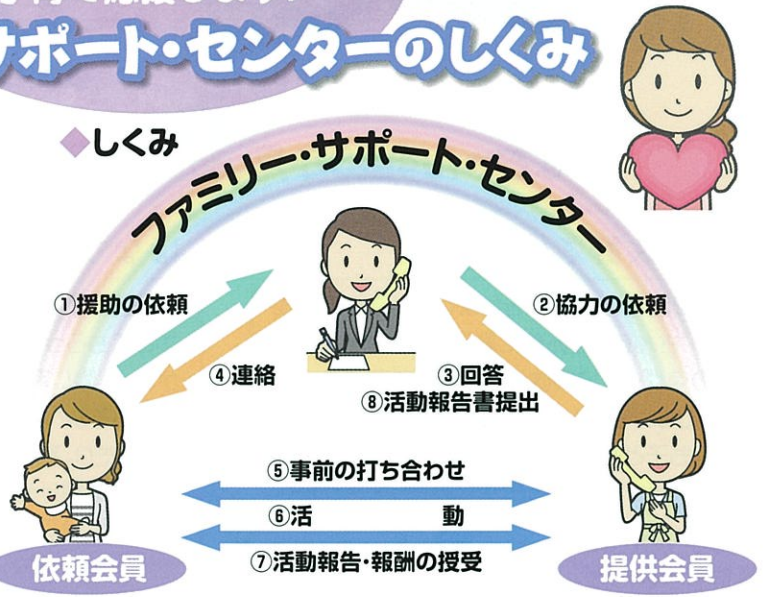 サポート・センターのしくみ
◆しくみ
ファミリー・サポート・センター
①援助の依頼
②協力の依頼
④連絡
③回答
⑧活動報告書提出
⑤事前の打ち合わせ
⑥活 動
⑦活動報告・報酬の授受
依頼会員
提供会員